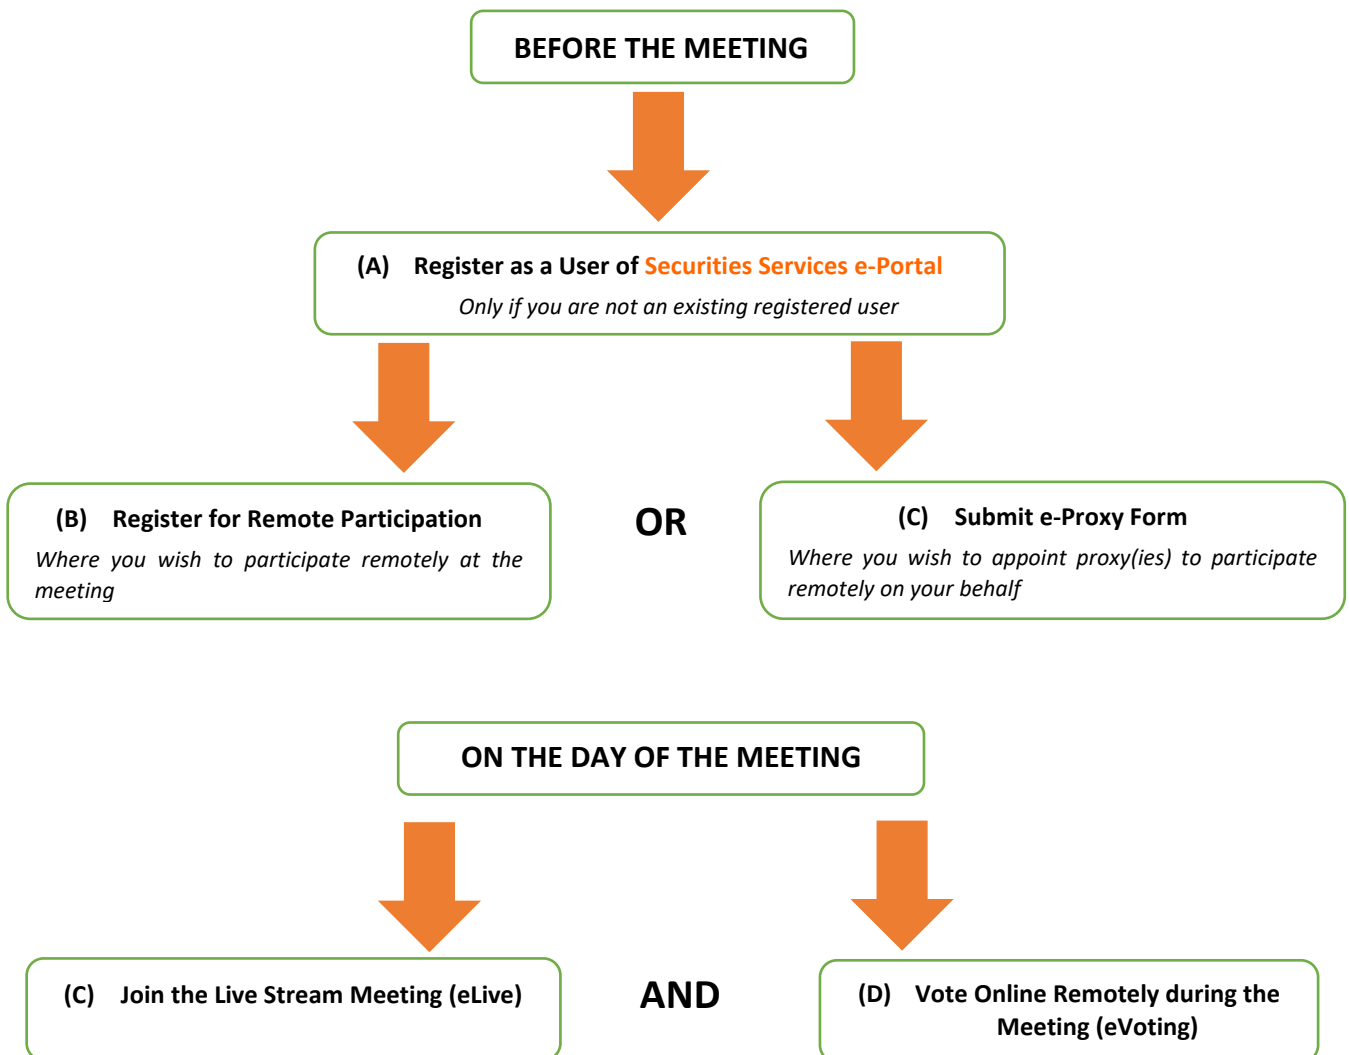 BEFORE THE MEETING
(A) Register as a User of Securities Services e-Portal
Only if you are not an existing registered user
(B) Register for Remote Participation
Where you wish to participate remotely at the
meeting
OR
(C) Submit e-Proxy Form
Where you wish to appoint proxy(ies) to participate
remotely on your behalf
ON THE DAY OF THE MEETING
(C) Join the Live Stream Meeting (eLive)
AND
(D) Vote Online Remotely during the
Meeting (eVoting)